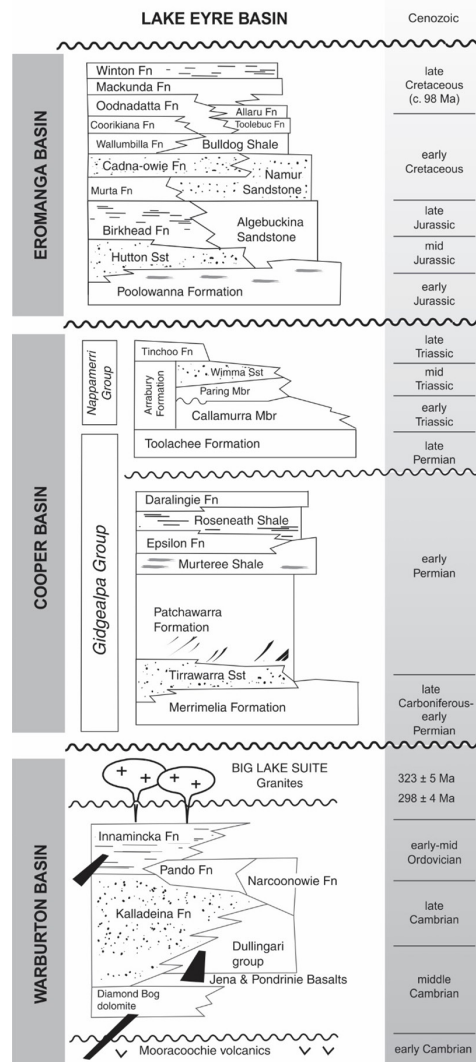 LAKE EYRE BASIN
Cenozoic
EROMANGA BASIN
Winton Fn
Mackunda Fn
Oodnadatta Fn
Allaru Fn
Coorikiana Fn
Toolebuc Fn
Wallumbilla Fn
Bulldog Shale
Cadna-owie Fn
Namur
Sandstone
Murta Fn
Birkhead Fn
Algebuckina
Sandstone
Hutton Sst
Poolowanna Formation
late
Cretaceous
(c. 98 Ma)
early
Cretaceous
late
Jurassic
mid
Jurassic
early
Jurassic
COOPER BASIN
Nappamerri
Group
Tinchoo Fn
Arrabury
Formation
Wimma Sst
Paring Mbr
Callamurra Mbr
Gidgealpa Group
Toolachee Formation
Daralingie Fn
Roseneath Shale
Epsilon Fn
Murteree Shale
Patchawarra
Formation
Tirrawarra Sst
Merrimelia Formation
late
Triassic
mid
Triassic
early
Triassic
late
Permian
early
Permian
late
Carboniferous-
early
Permian
WARBURTON BASIN
BIG LAKE SUITE
Granites
Innamincka Fn
Pando Fn
Narcoonowie Fn
Kalladeina Fn
Dullingari
group
Jena & Pondrinie Basalts
Diamond Bog
dolomite
Mooracoochie volcanics
323 ± 5 Ma
298 ± 4 Ma
early-mid
Ordovician
late
Cambrian
middle
Cambrian
early Cambrian